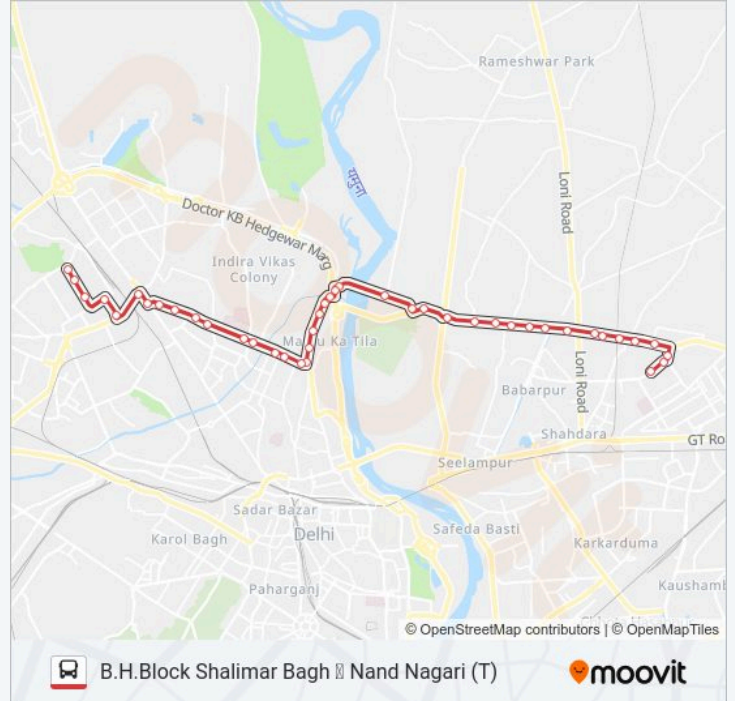 Rameshwar Park
यमुना
Loni Road
Doctor KB Hedgewar Marg
Indira Vikas
Colony
Ka Tila
Loni Road
Babarpur
Shahdara
GT Ro
Seelampur
Sadar Bazar
Delhi
Safeda Basti
Karol Bagh
Karkarduma
Paharganj
Kaushamb
© OpenStreetMap contributors | © OpenMapTiles
B.H.Block Shalimar Bagh Nand Nagari (T)
moovit